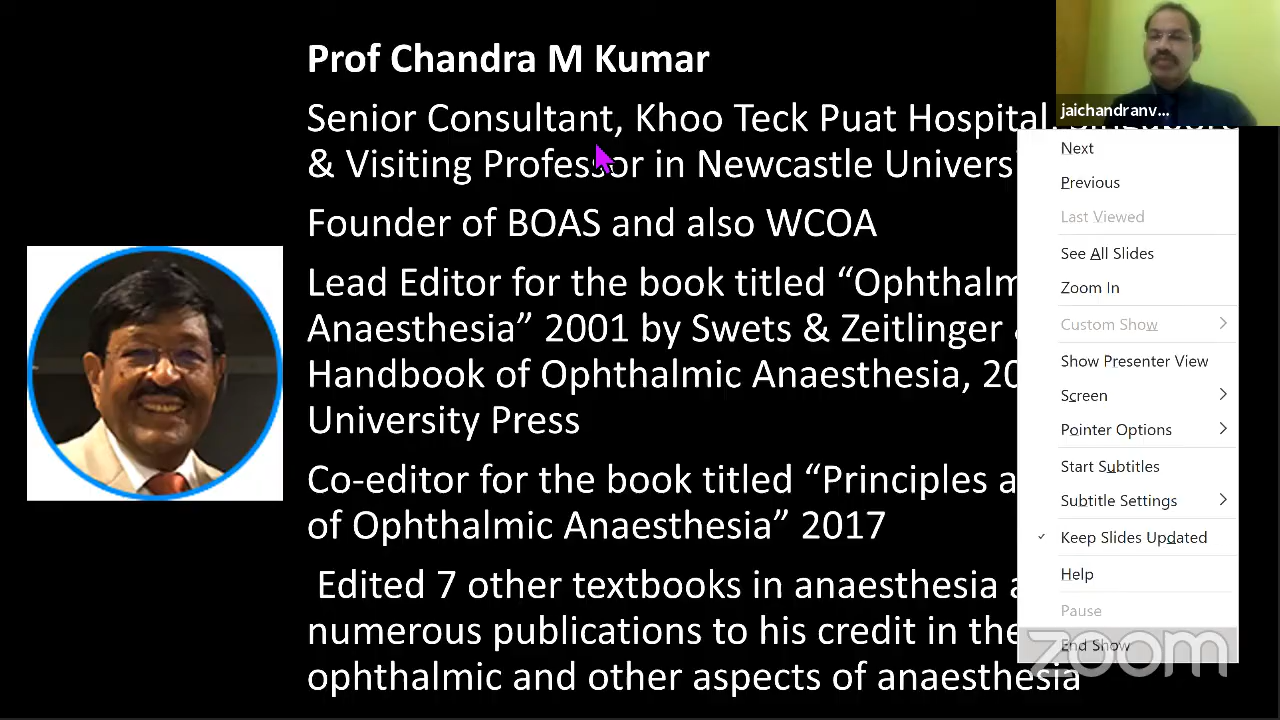 Prof Chandra M Kumar
Senior Consultant, Khoo Teck Puat Hospital,
& Visiting Professor in Newcastle
Founder of BOAS and also WCOA
Lead Editor for the book titled “
Anaesthesia” 2001 by Swets & Zeitlinger
Handbook of Ophthalmic Anaesthesia,
University Press
Co-editor for the book titled “Principles
of Ophthalmic Anaesthesia” 2017
Edited 7 other textbooks in anaesthesia
numerous publications to his credit in the
ophthalmic and other aspects of anaesthesia
jaichandranv...
Next
Previous
Last Viewed
See All Slides
Zoom In
Custom Show
Show Presenter View
Screen
Pointer Options
Start Subtitles
Subtitle Settings
Keep Slides Updated
Help
Pause
End Show
zoom